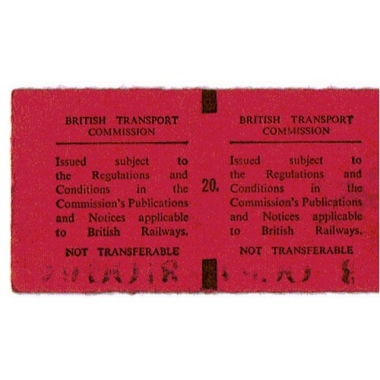 BRITISH TRANSPORT
COMMISSION
Issued subject to
the Regulations and
Conditions in the
Commission's Publications
and Notices applicable
to British Railways.
NOT TRANSFERABLE
20.
BRITISH TRANSPORT
COMMISSION
Issued subject to
the Regulations and
Conditions in the
Commission's Publications
and Notices applicable
to British Railways.
NOT TRANSFERABLE